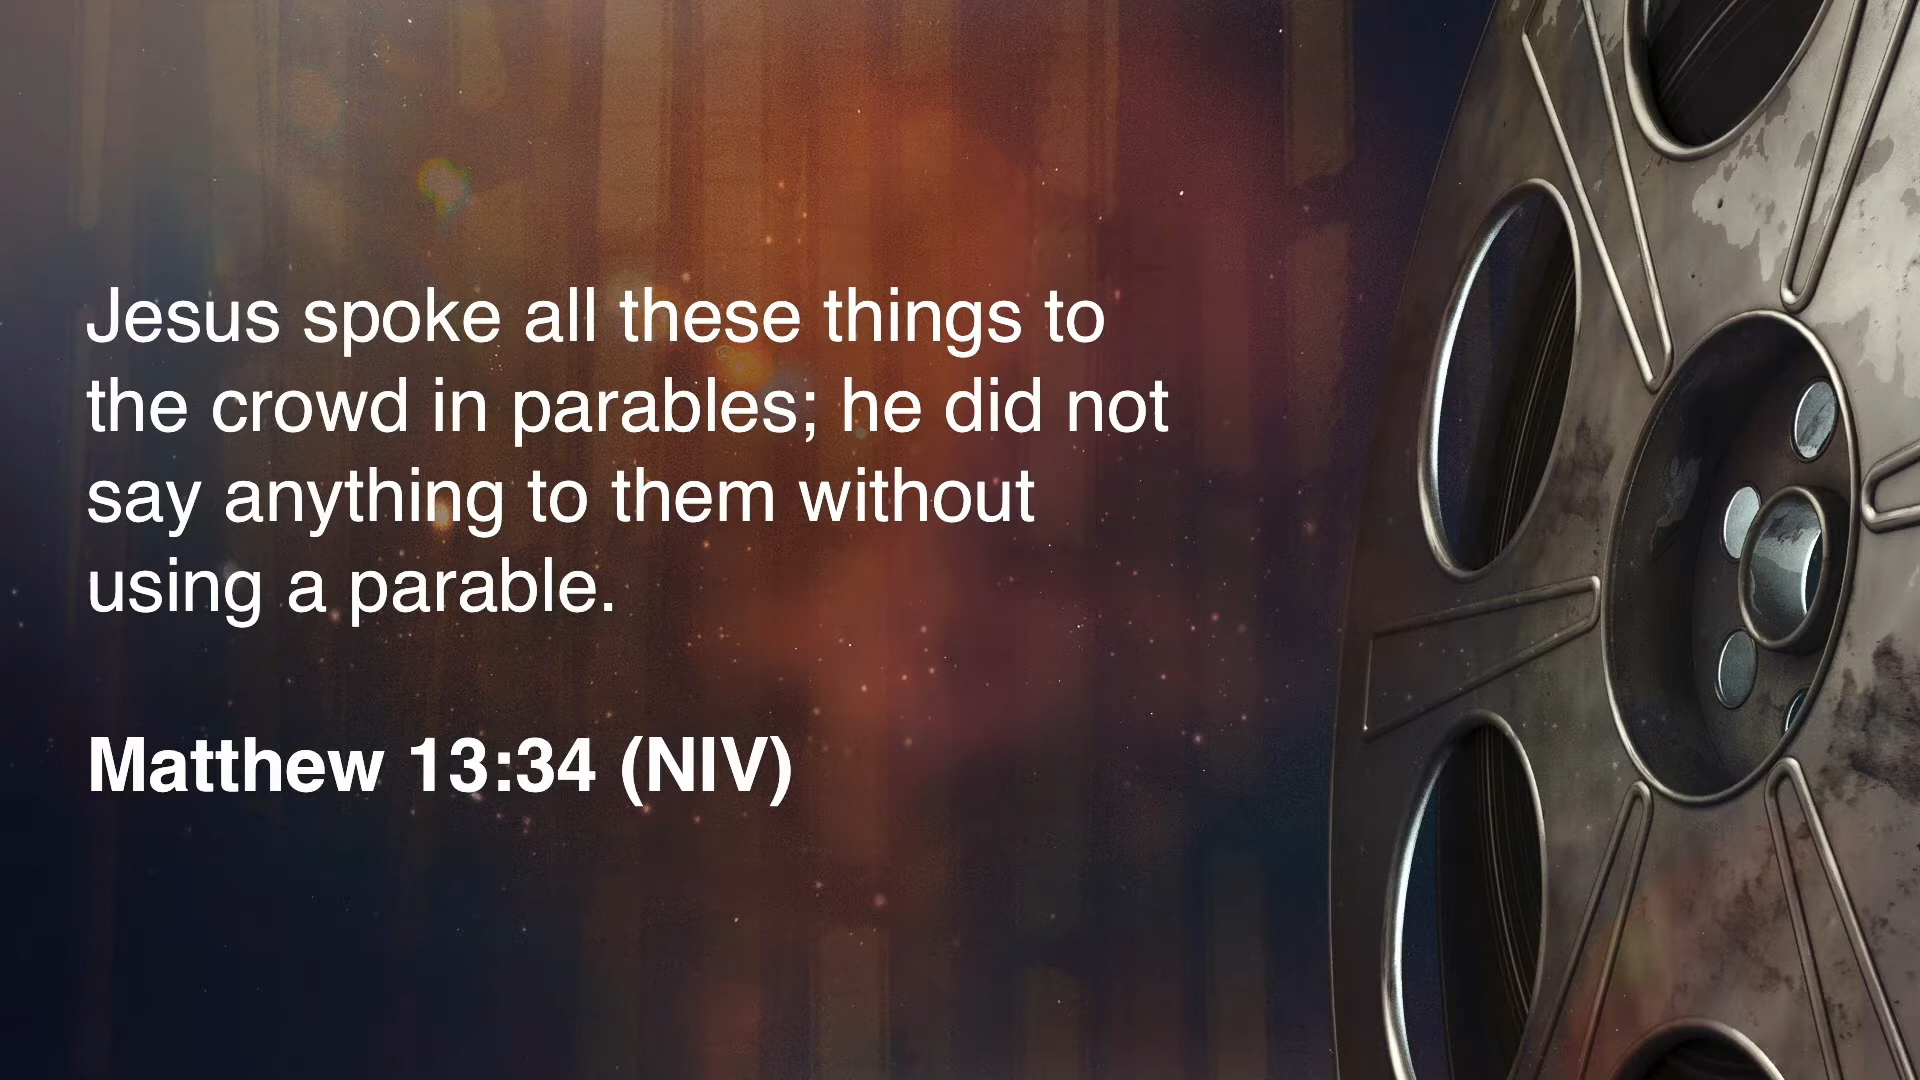 Jesus spoke all these things to
the crowd in parables; he did not
say anything to them without
using a parable.
Matthew 13:34 (NIV)